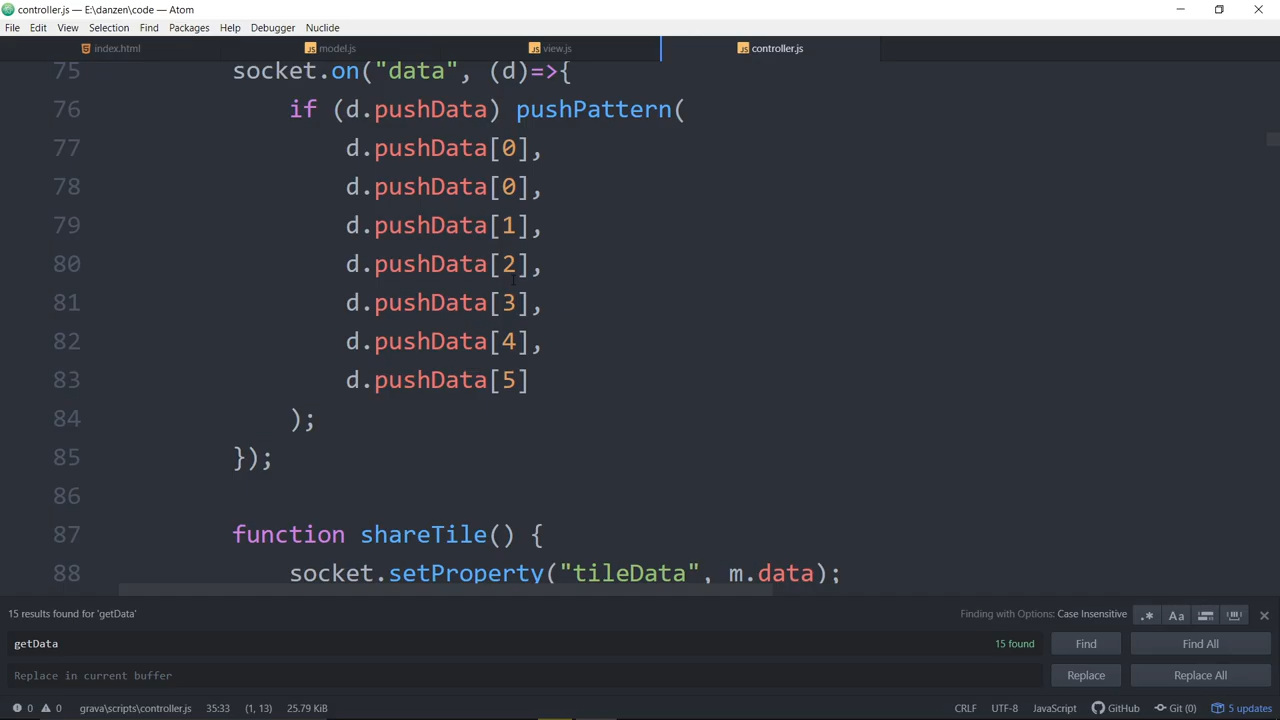 controller.js — E:\danzen\code — Atom
File Edit View Selection Find Packages Help Debugger Nuclide
index.html model.js view.js controller.js
75 socket.on("data", (d)=>{
76 if (d.pushData) pushPattern(
77 d.pushData[0],
78 d.pushData[0],
79 d.pushData[1],
80 d.pushData[2],
81 d.pushData[3],
82 d.pushData[4],
83 d.pushData[5]
84 );
85 });
86
87 function shareTile() {
88 socket.setProperty("tileData", m.data);
15 results found for 'getData' Finding with Options: Case Insensitive .* Aa
getData 15 found Find Find All
Replace in current buffer Replace Replace All
0 0 grava\scripts\controller.js 35:33 (1, 13) 25.79 KiB CRLF UTF-8 JavaScript GitHub Git (0) 5 updates